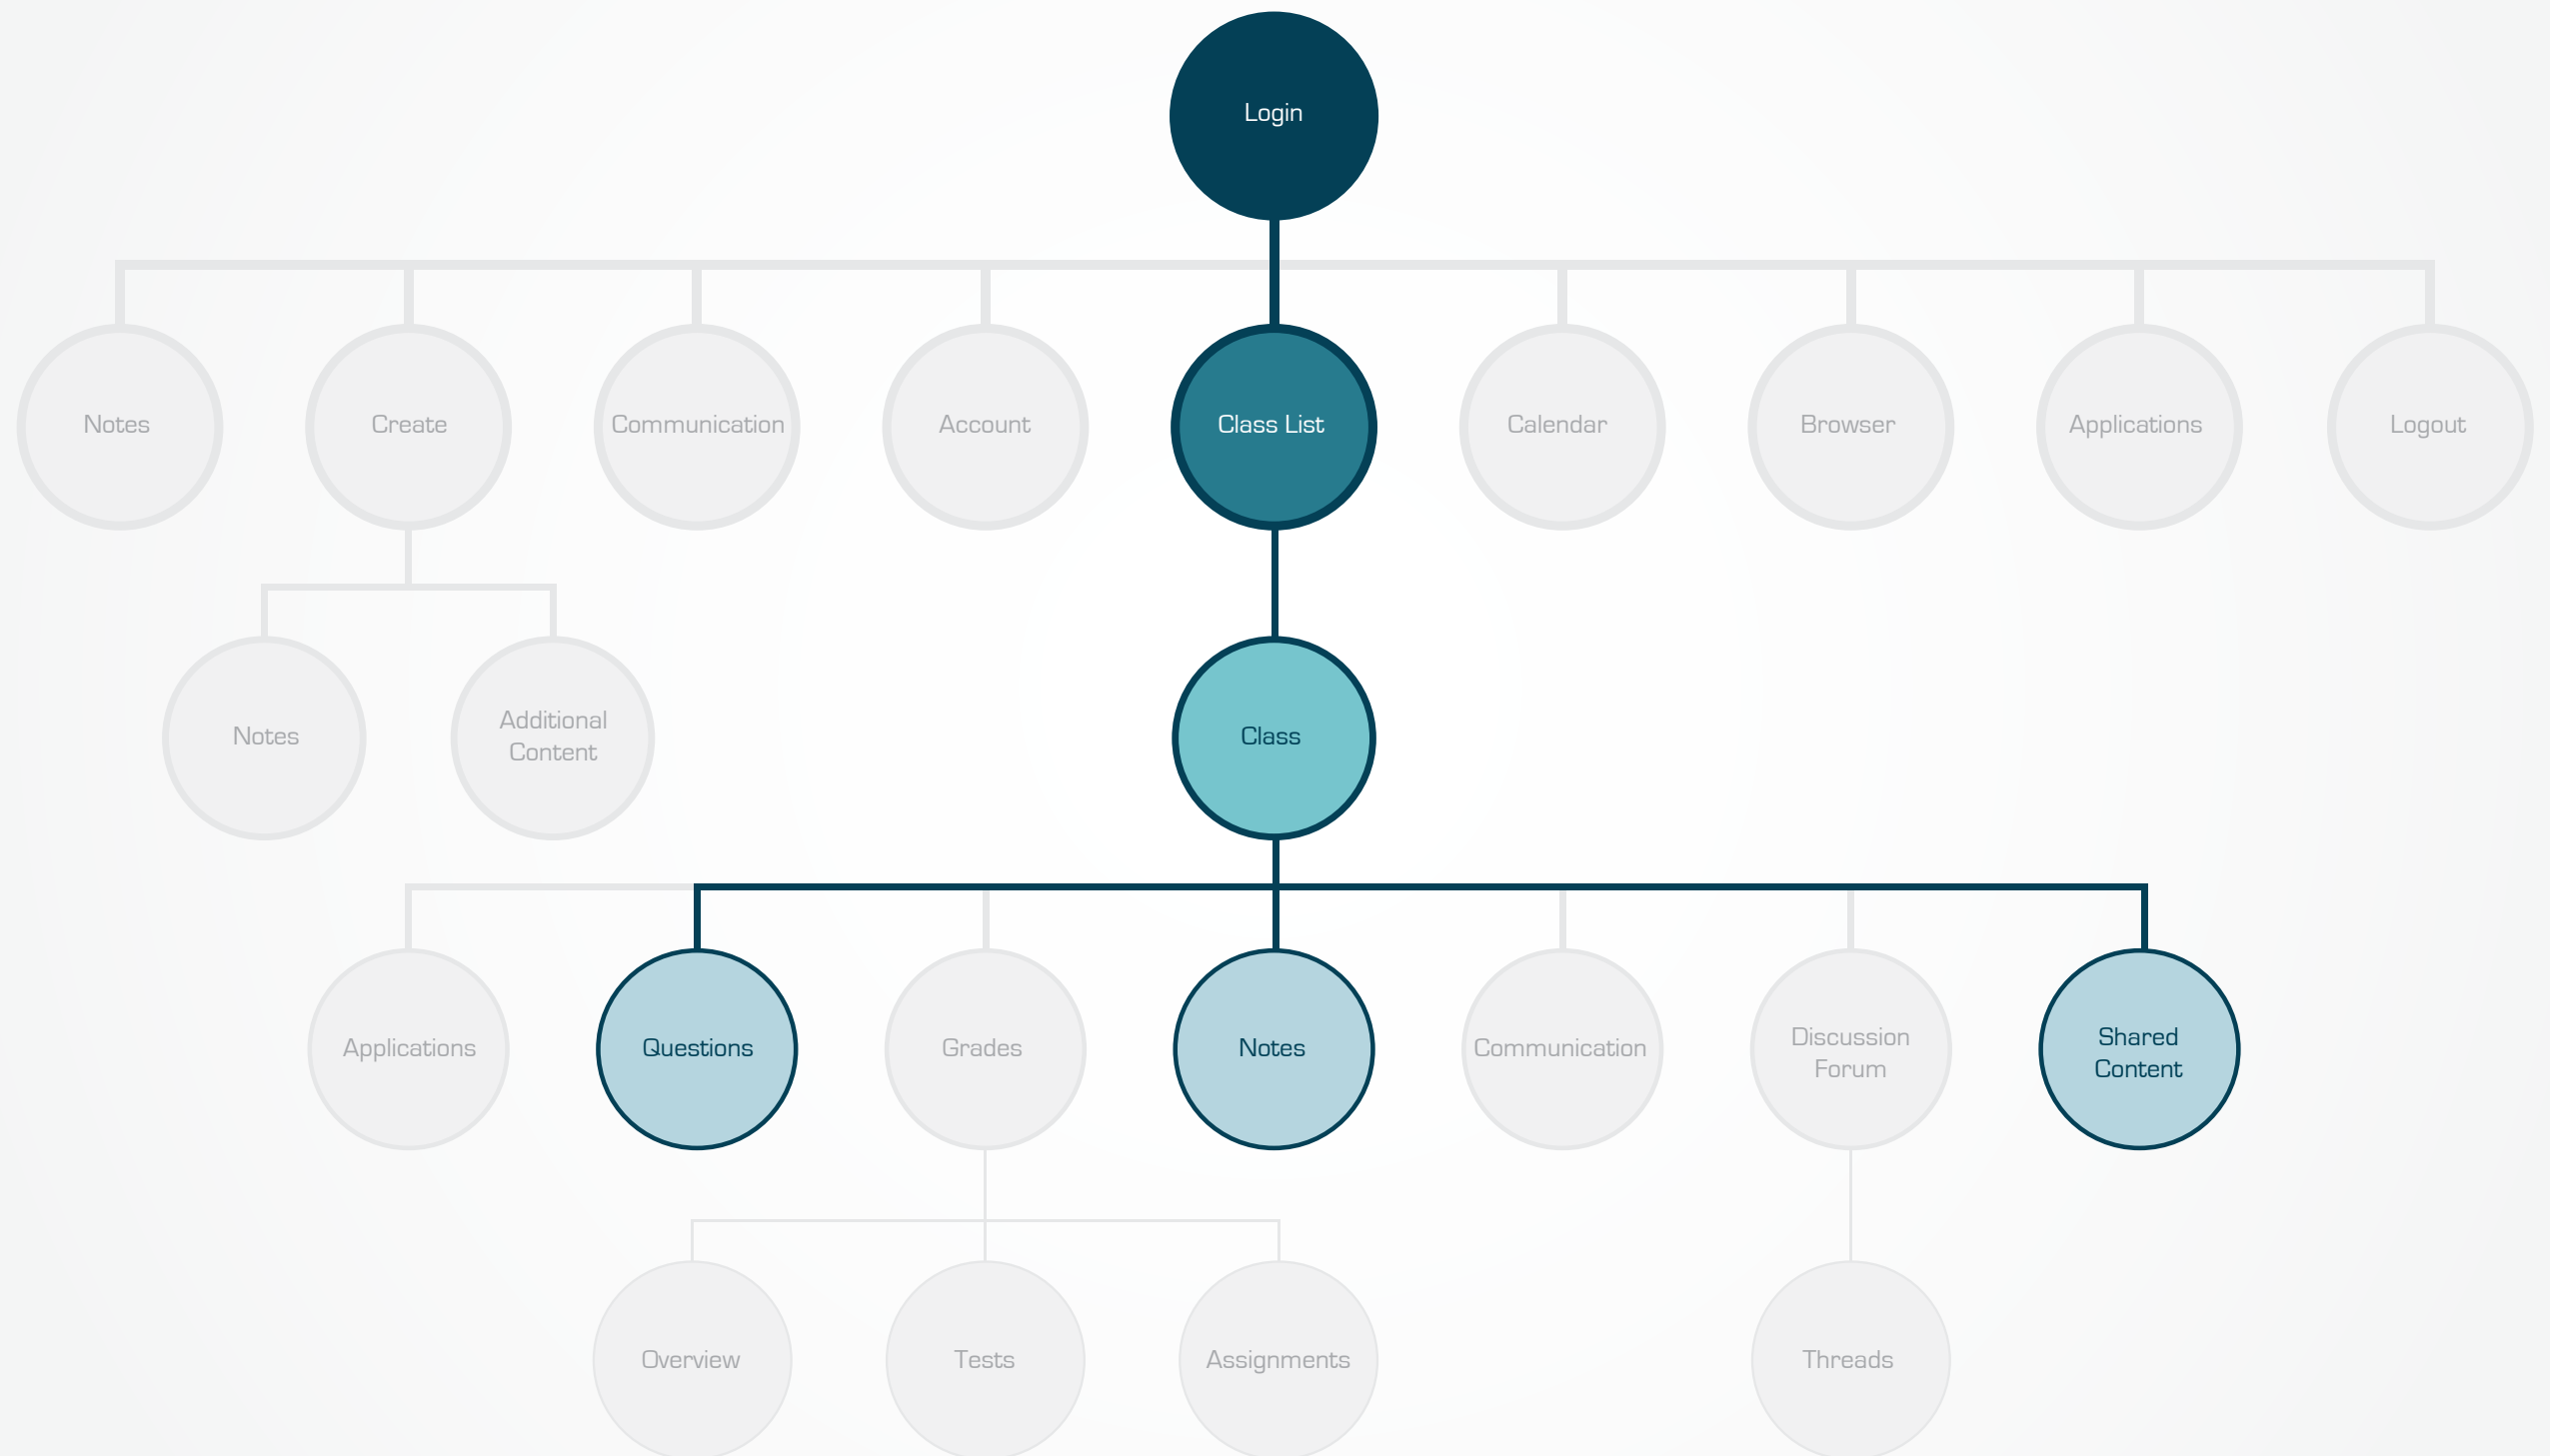 Login
Notes
Create
Communication
Account
Class List
Calendar
Browser
Applications
Logout
Notes
Additional
Content
Class
Applications
Questions
Grades
Notes
Communication
Discussion
Forum
Shared
Content
Overview
Tests
Assignments
Threads